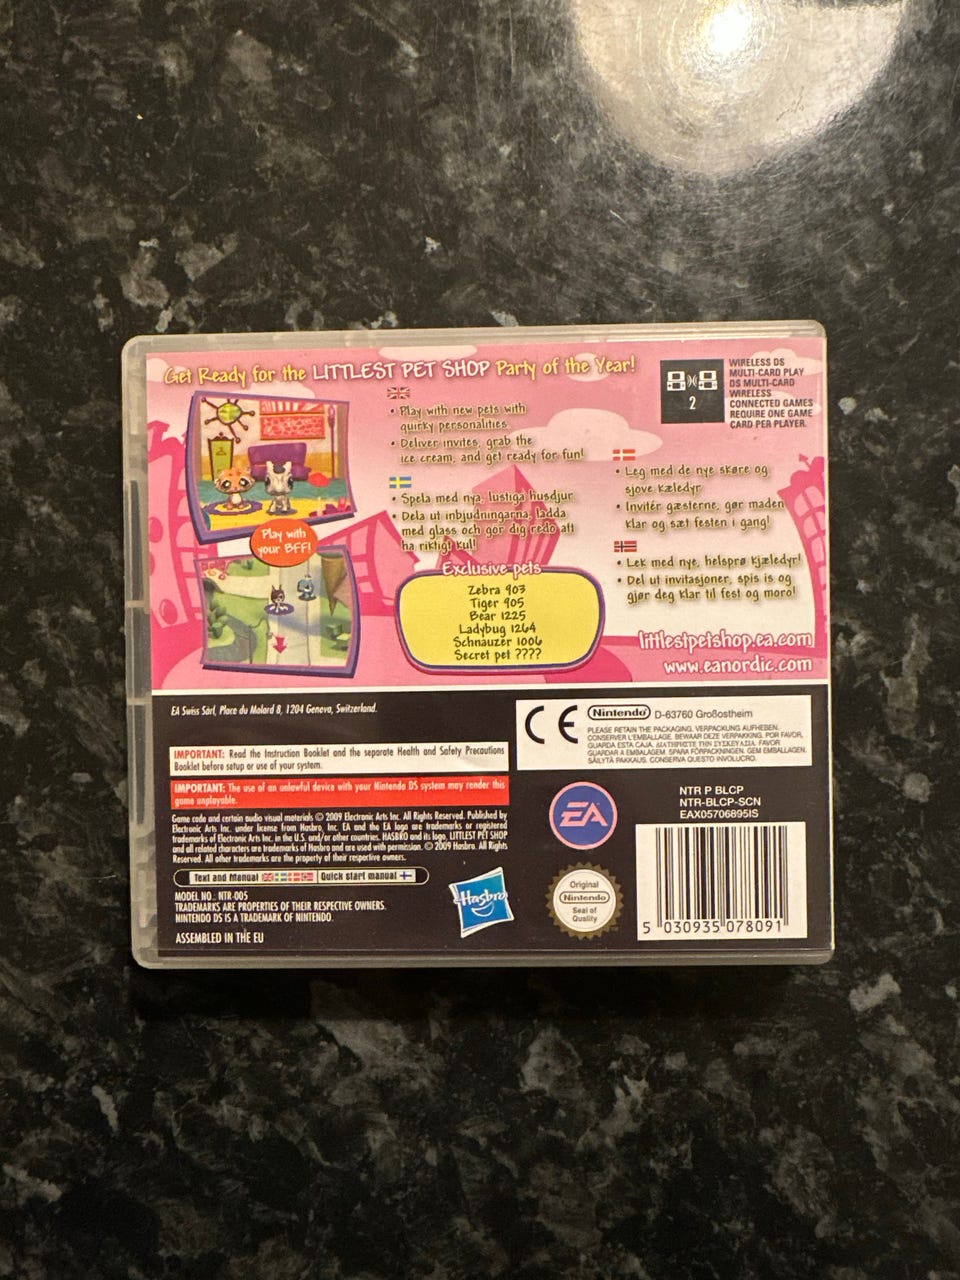 Get Ready for the LITTLEST PET SHOP Party of the Year!
WIRELESS DS
MULTI-CARD PLAY
DS MULTI-CARD
WIRELESS
CONNECTED GAMES
REQUIRE ONE GAME
CARD PER PLAYER.
2
• Play with new pets with
quirky personalities
• Deliver invites, grab the
ice cream, and get ready for fun!
• Spela med nya, lustiga husdjur
• Dela ut inbjudningarna, ladda
med glass och gör dig redo att
ha riktigt kul!
• Leg med de nye skøre og
sjove kæledyr
• Invitér gæsterne, gør maden
klar og sæt festen i gang!
• Lek med nye, helsprø kjæledyr!
• Del ut invitasjoner, spis is og
gjør deg klar til fest og moro!
Play with
your BFF!
Exclusive pets
Zebra 903
Tiger 905
Bear 1225
Ladybug 1264
Schnauzer 1006
Secret pet ????
littlestpetshop.ea.com
www.eanordic.com
EA Swiss Sàrl, Place du Molard 8, 1204 Geneva, Switzerland.
IMPORTANT: Read the Instruction Booklet and the separate Health and Safety Precautions
Booklet before setup or use of your system.
IMPORTANT: The use of an unlawful device with your Nintendo DS system may render this
game unplayable.
Game code and certain audio visual materials © 2009 Electronic Arts Inc. All Rights Reserved. Published by
Electronic Arts Inc. under license from Hasbro, Inc. EA and the EA logo are trademarks or registered
trademarks of Electronic Arts Inc. in the U.S. and/or other countries. HASBRO and its logo, LITTLEST PET SHOP
and all related characters are trademarks of Hasbro and are used with permission. © 2009 Hasbro. All Rights
Reserved. All other trademarks are the property of their respective owners.
Text and Manual Quick start manual
MODEL NO.: NTR-005
TRADEMARKS ARE PROPERTIES OF THEIR RESPECTIVE OWNERS.
NINTENDO DS IS A TRADEMARK OF NINTENDO.
ASSEMBLED IN THE EU
CE Nintendo D-63760 Großostheim
PLEASE RETAIN THE PACKAGING. VERPACKUNG AUFHEBEN.
CONSERVER L'EMBALLAGE. BEWAAR DEZE VERPAKKING. POR FAVOR,
GUARDA ESTA CAJA. ΔΙΑΤΗΡΗΣΤΕ ΤΗΝ ΣΥΣΚΕΥΑΣΙΑ. FAVOR
GUARDAR A EMBALAGEM. SPARA FÖRPACKNINGEN. GEM EMBALLAGEN.
SÄILYTÄ PAKKAUS. CONSERVA QUESTO INVOLUCRO.
EA
NTR P BLCP
NTR-BLCP-SCN
EAX05706895IS
Hasbro
Original
Nintendo
Seal of
Quality
5 030935 078091